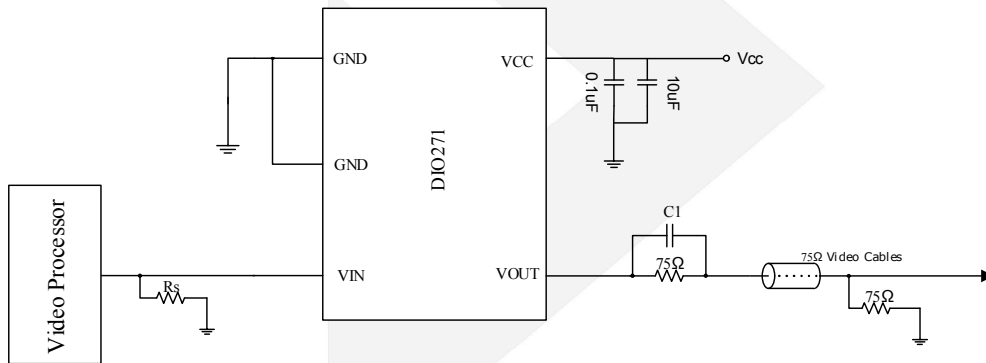 GND
VCC
Vcc
0.1uF
10uF
GND
DIO271
Video Processor
C1
Rs
VIN
VOUT
75Ω
75Ω Video Cables
75Ω